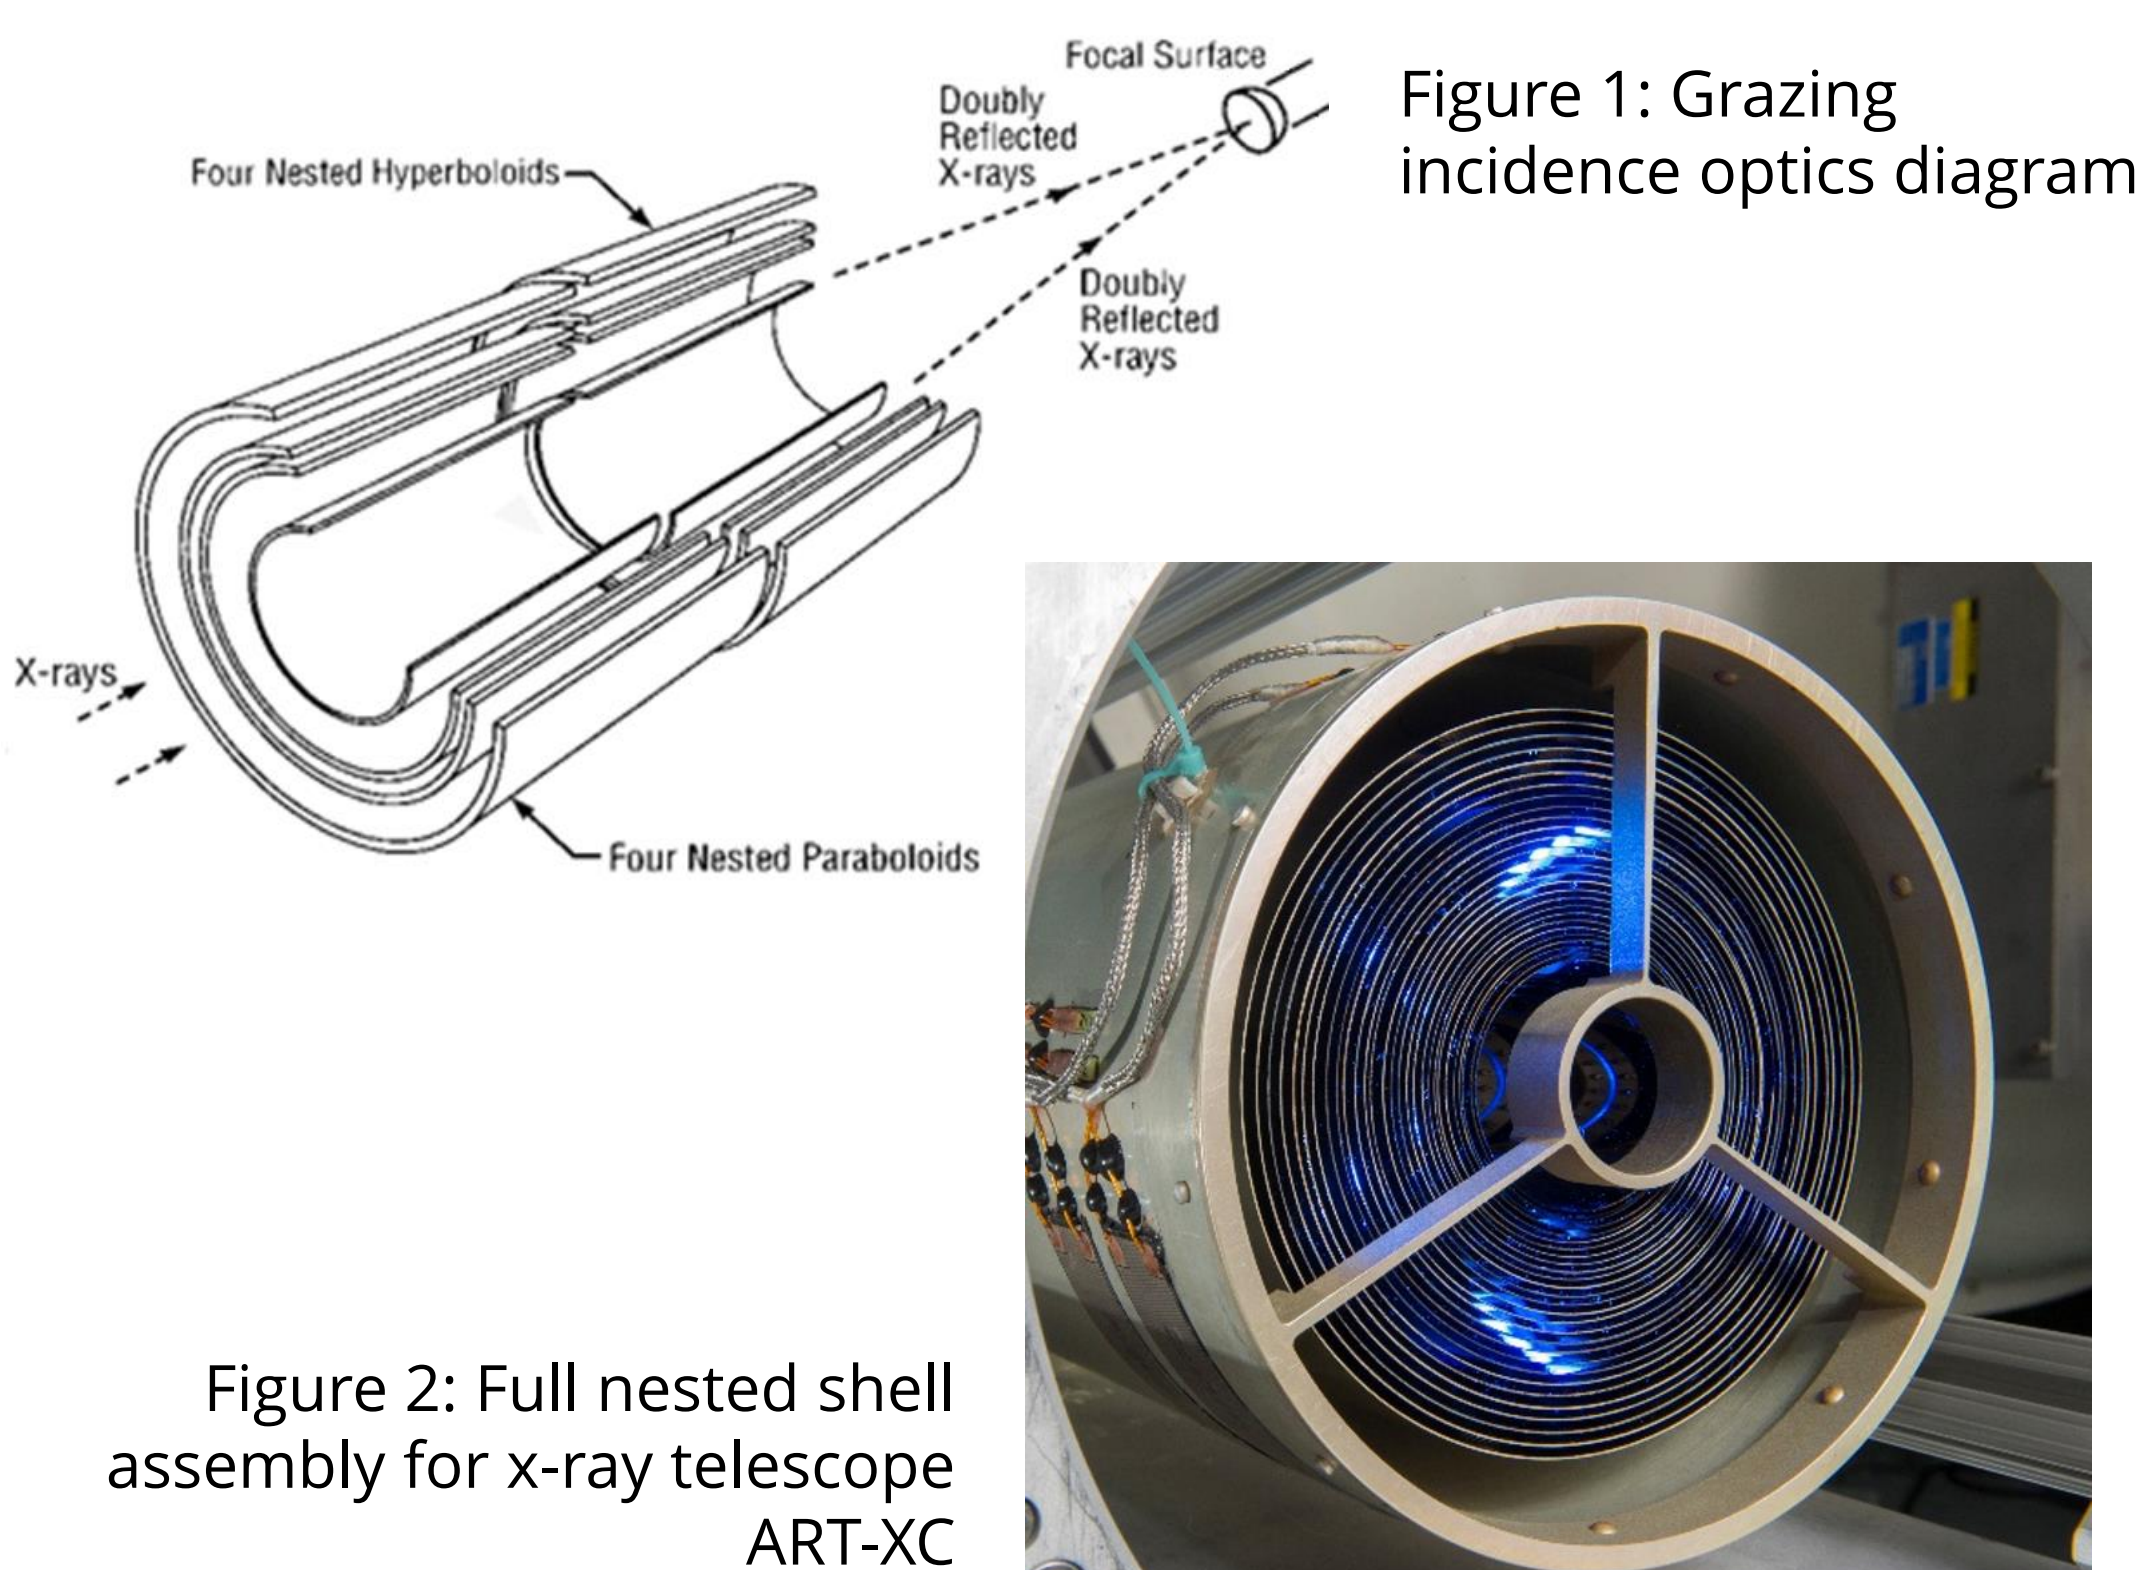 Focal Surface
Doubly
Reflected
X-rays
Figure 1: Grazing
incidence optics diagram
Four Nested Hyperboloids
Doubly
Reflected
X-rays
X-rays
Four Nested Paraboloids
Figure 2: Full nested shell
assembly for x-ray telescope
ART-XC